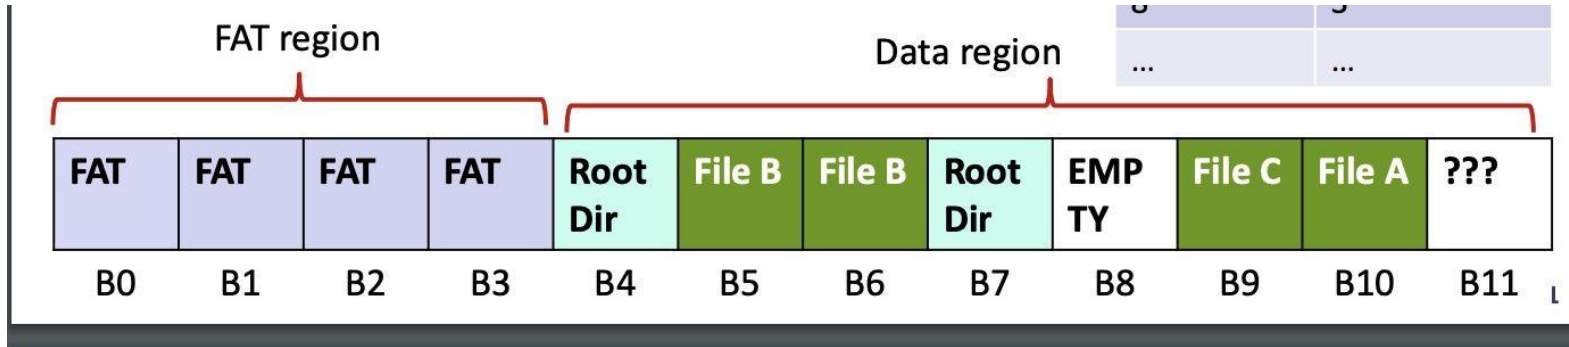 FAT region
Data region
... ...
FAT FAT FAT FAT Root File B File B Root EMP File C File A ???
Dir Dir TY
B0 B1 B2 B3 B4 B5 B6 B7 B8 B9 B10 B11